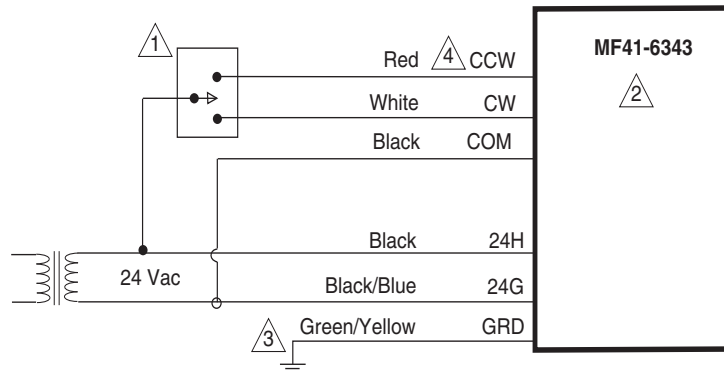 1
Red 4 CCW
MF41-6343
2
White CW
Black COM
Black 24H
24 Vac
Black/Blue 24G
3 Green/Yellow GRD